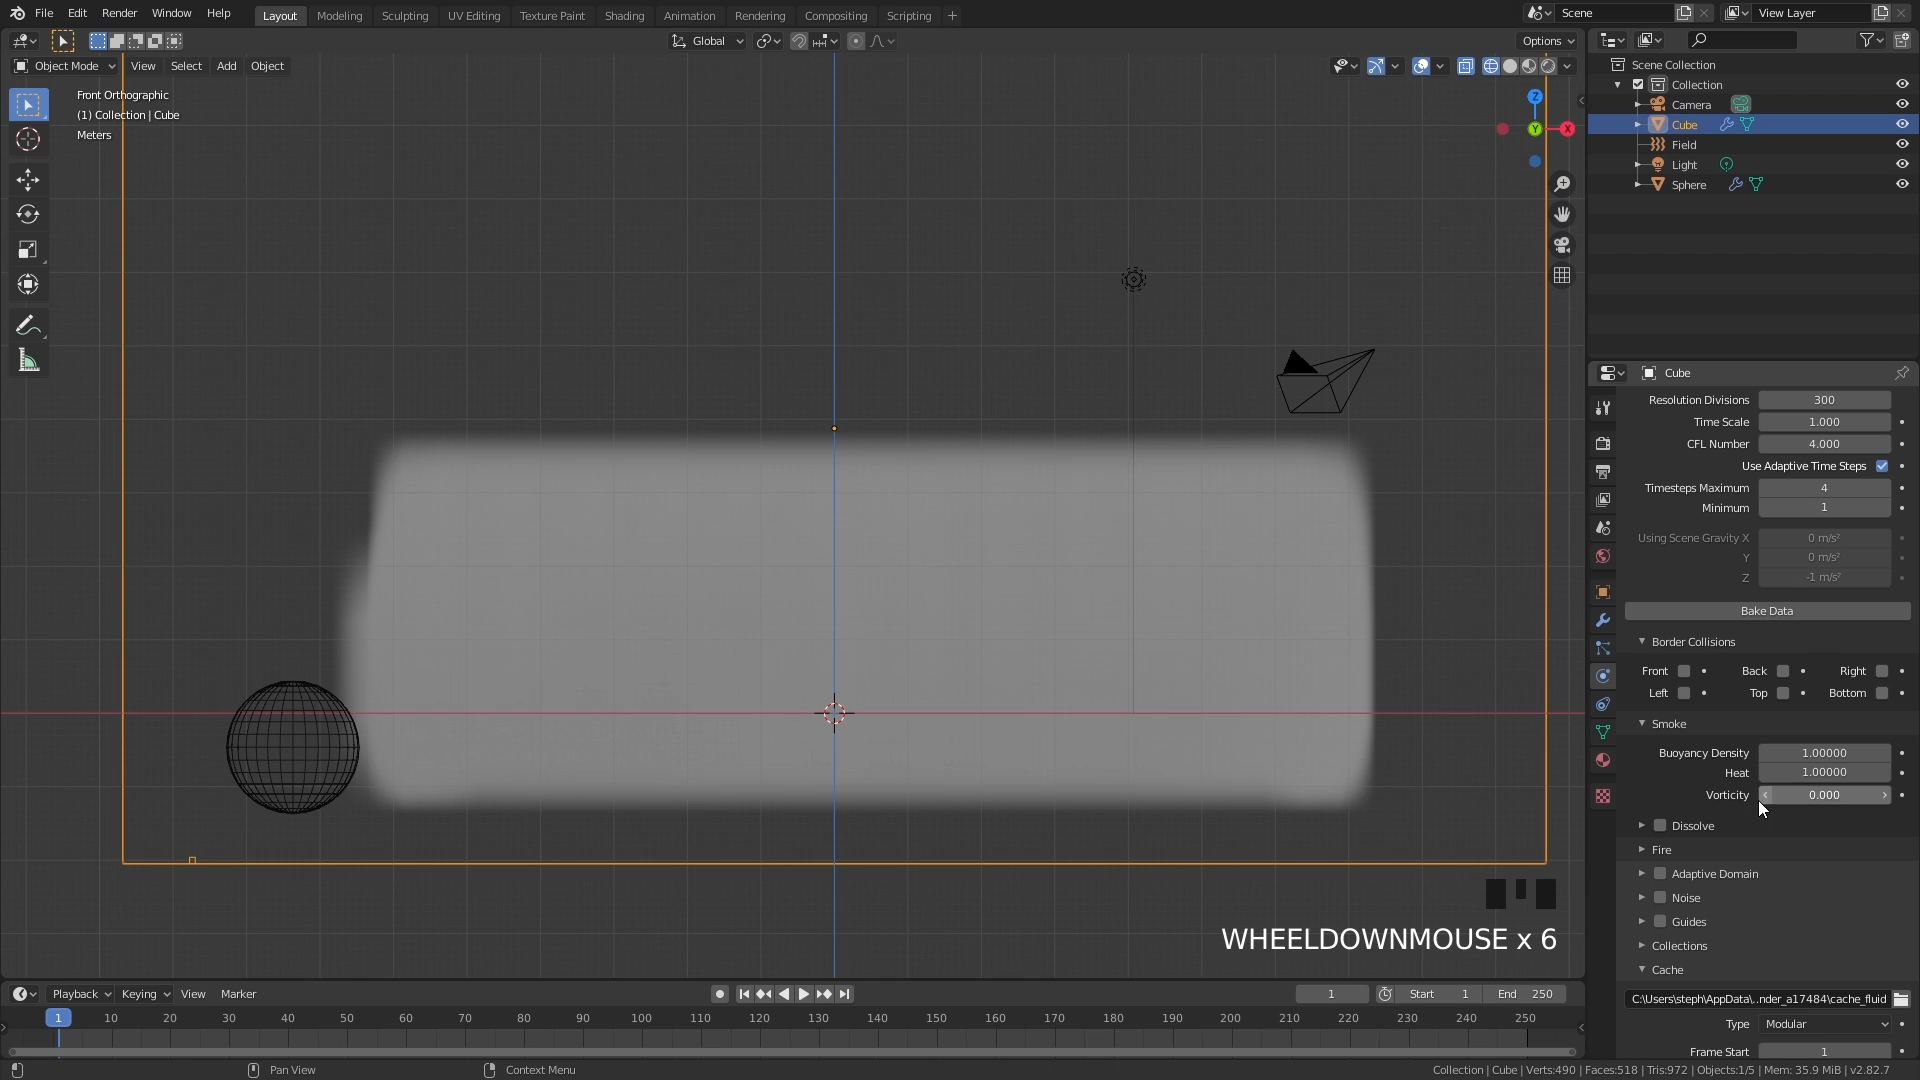 File Edit Render Window Help
Layout Modeling Sculpting UV Editing Texture Paint Shading Animation Rendering Compositing Scripting +
Scene View Layer
Global Options
Object Mode View Select Add Object
Front Orthographic
(1) Collection | Cube
Meters
Z
Y X
Scene Collection
Collection
Camera
Cube
Field
Light
Sphere
Cube
Resolution Divisions 300
Time Scale 1.000
CFL Number 4.000
Use Adaptive Time Steps
Timesteps Maximum 4
Minimum 1
Using Scene Gravity X 0 m/s²
Y 0 m/s²
Z -1 m/s²
Bake Data
Border Collisions
Front Back Right
Left Top Bottom
Smoke
Buoyancy Density 1.00000
Heat 1.00000
Vorticity 0.000
Dissolve
Fire
Adaptive Domain
Noise
Guides
Collections
Cache
C:\Users\steph\AppData\..nder_a17484\cache_fluid
Type Modular
Frame Start 1
WHEELDOWNMOUSE x 6
Playback Keying View Marker 1 Start 1 End 250
1 10 20 30 40 50 60 70 80 90 100 110 120 130 140 150 160 170 180 190 200 210 220 230 240 250
Pan View Context Menu Collection | Cube | Verts:490 | Faces:518 | Tris:972 | Objects:1/5 | Mem: 35.9 MiB | v2.82.7